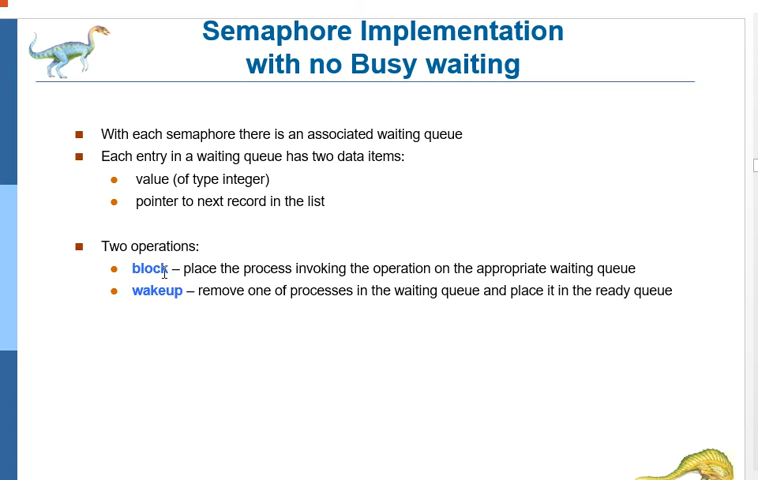 Semaphore Implementation
with no Busy waiting
With each semaphore there is an associated waiting queue
Each entry in a waiting queue has two data items:
value (of type integer)
pointer to next record in the list
Two operations:
block – place the process invoking the operation on the appropriate waiting queue
wakeup – remove one of processes in the waiting queue and place it in the ready queue